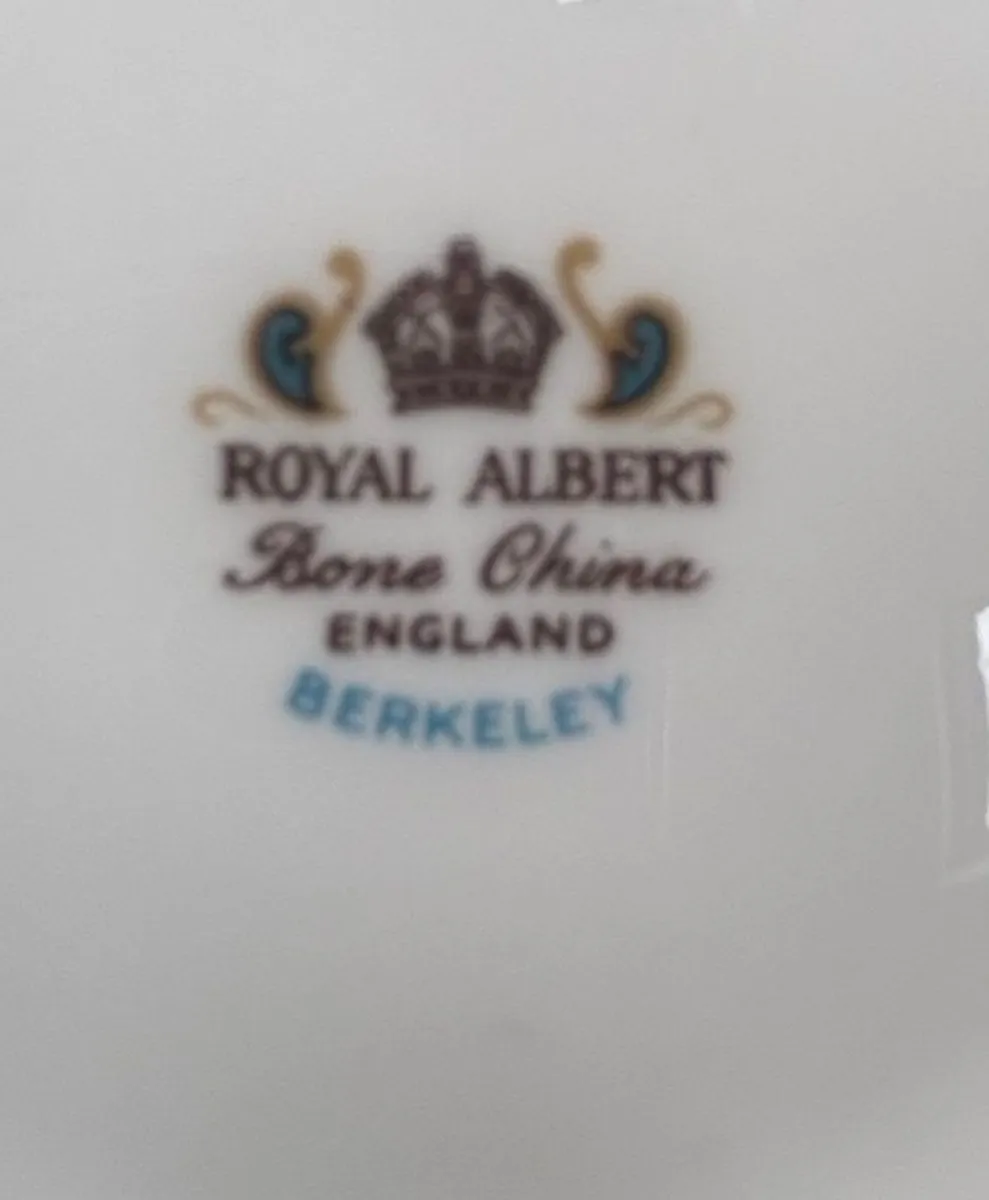 ROYAL ALBERT
Bone China
ENGLAND
BERKELEY